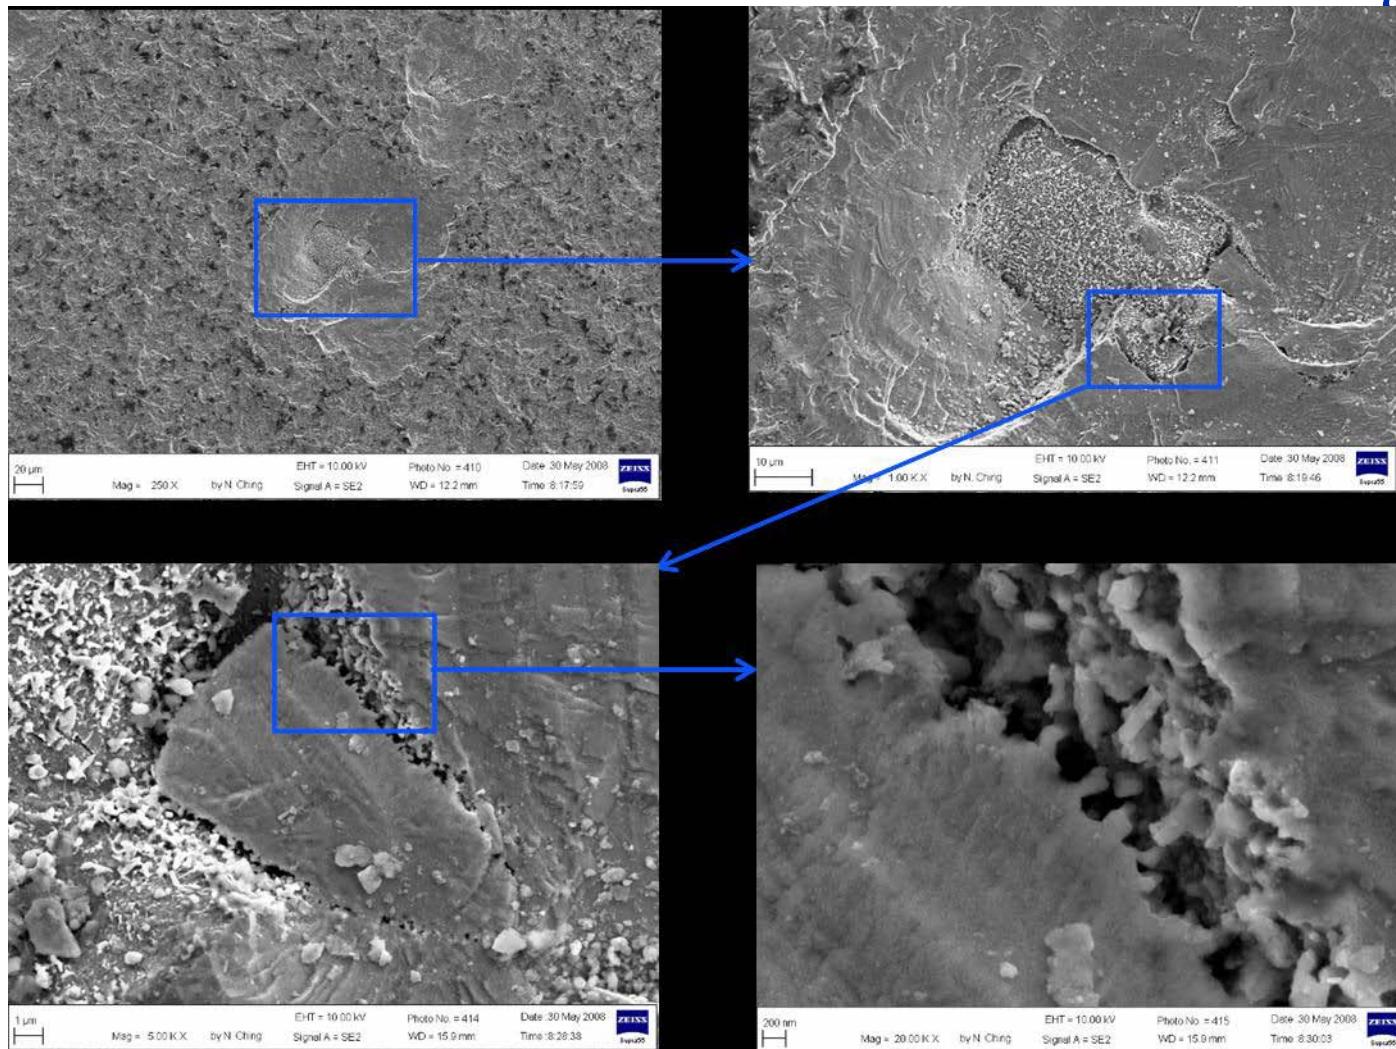 20 µm EHT = 10.00 kV Photo No. = 410 Date :30 May 2008 ZEISS
Mag = 250 X by N. Ching Signal A = SE2 WD = 12.2 mm Time :8:17:59 Supra55
10 µm EHT = 10.00 kV Photo No. = 411 Date :30 May 2008 ZEISS
Mag = 1.00 K X by N. Ching Signal A = SE2 WD = 12.2 mm Time :8:19:46 Supra55
1 µm EHT = 10.00 kV Photo No. = 414 Date :30 May 2008 ZEISS
Mag = 5.00 K X by N. Ching Signal A = SE2 WD = 15.9 mm Time :8:28:38 Supra55
200 nm EHT = 10.00 kV Photo No. = 415 Date :30 May 2008 ZEISS
Mag = 20.00 K X by N. Ching Signal A = SE2 WD = 15.9 mm Time :8:30:03 Supra55